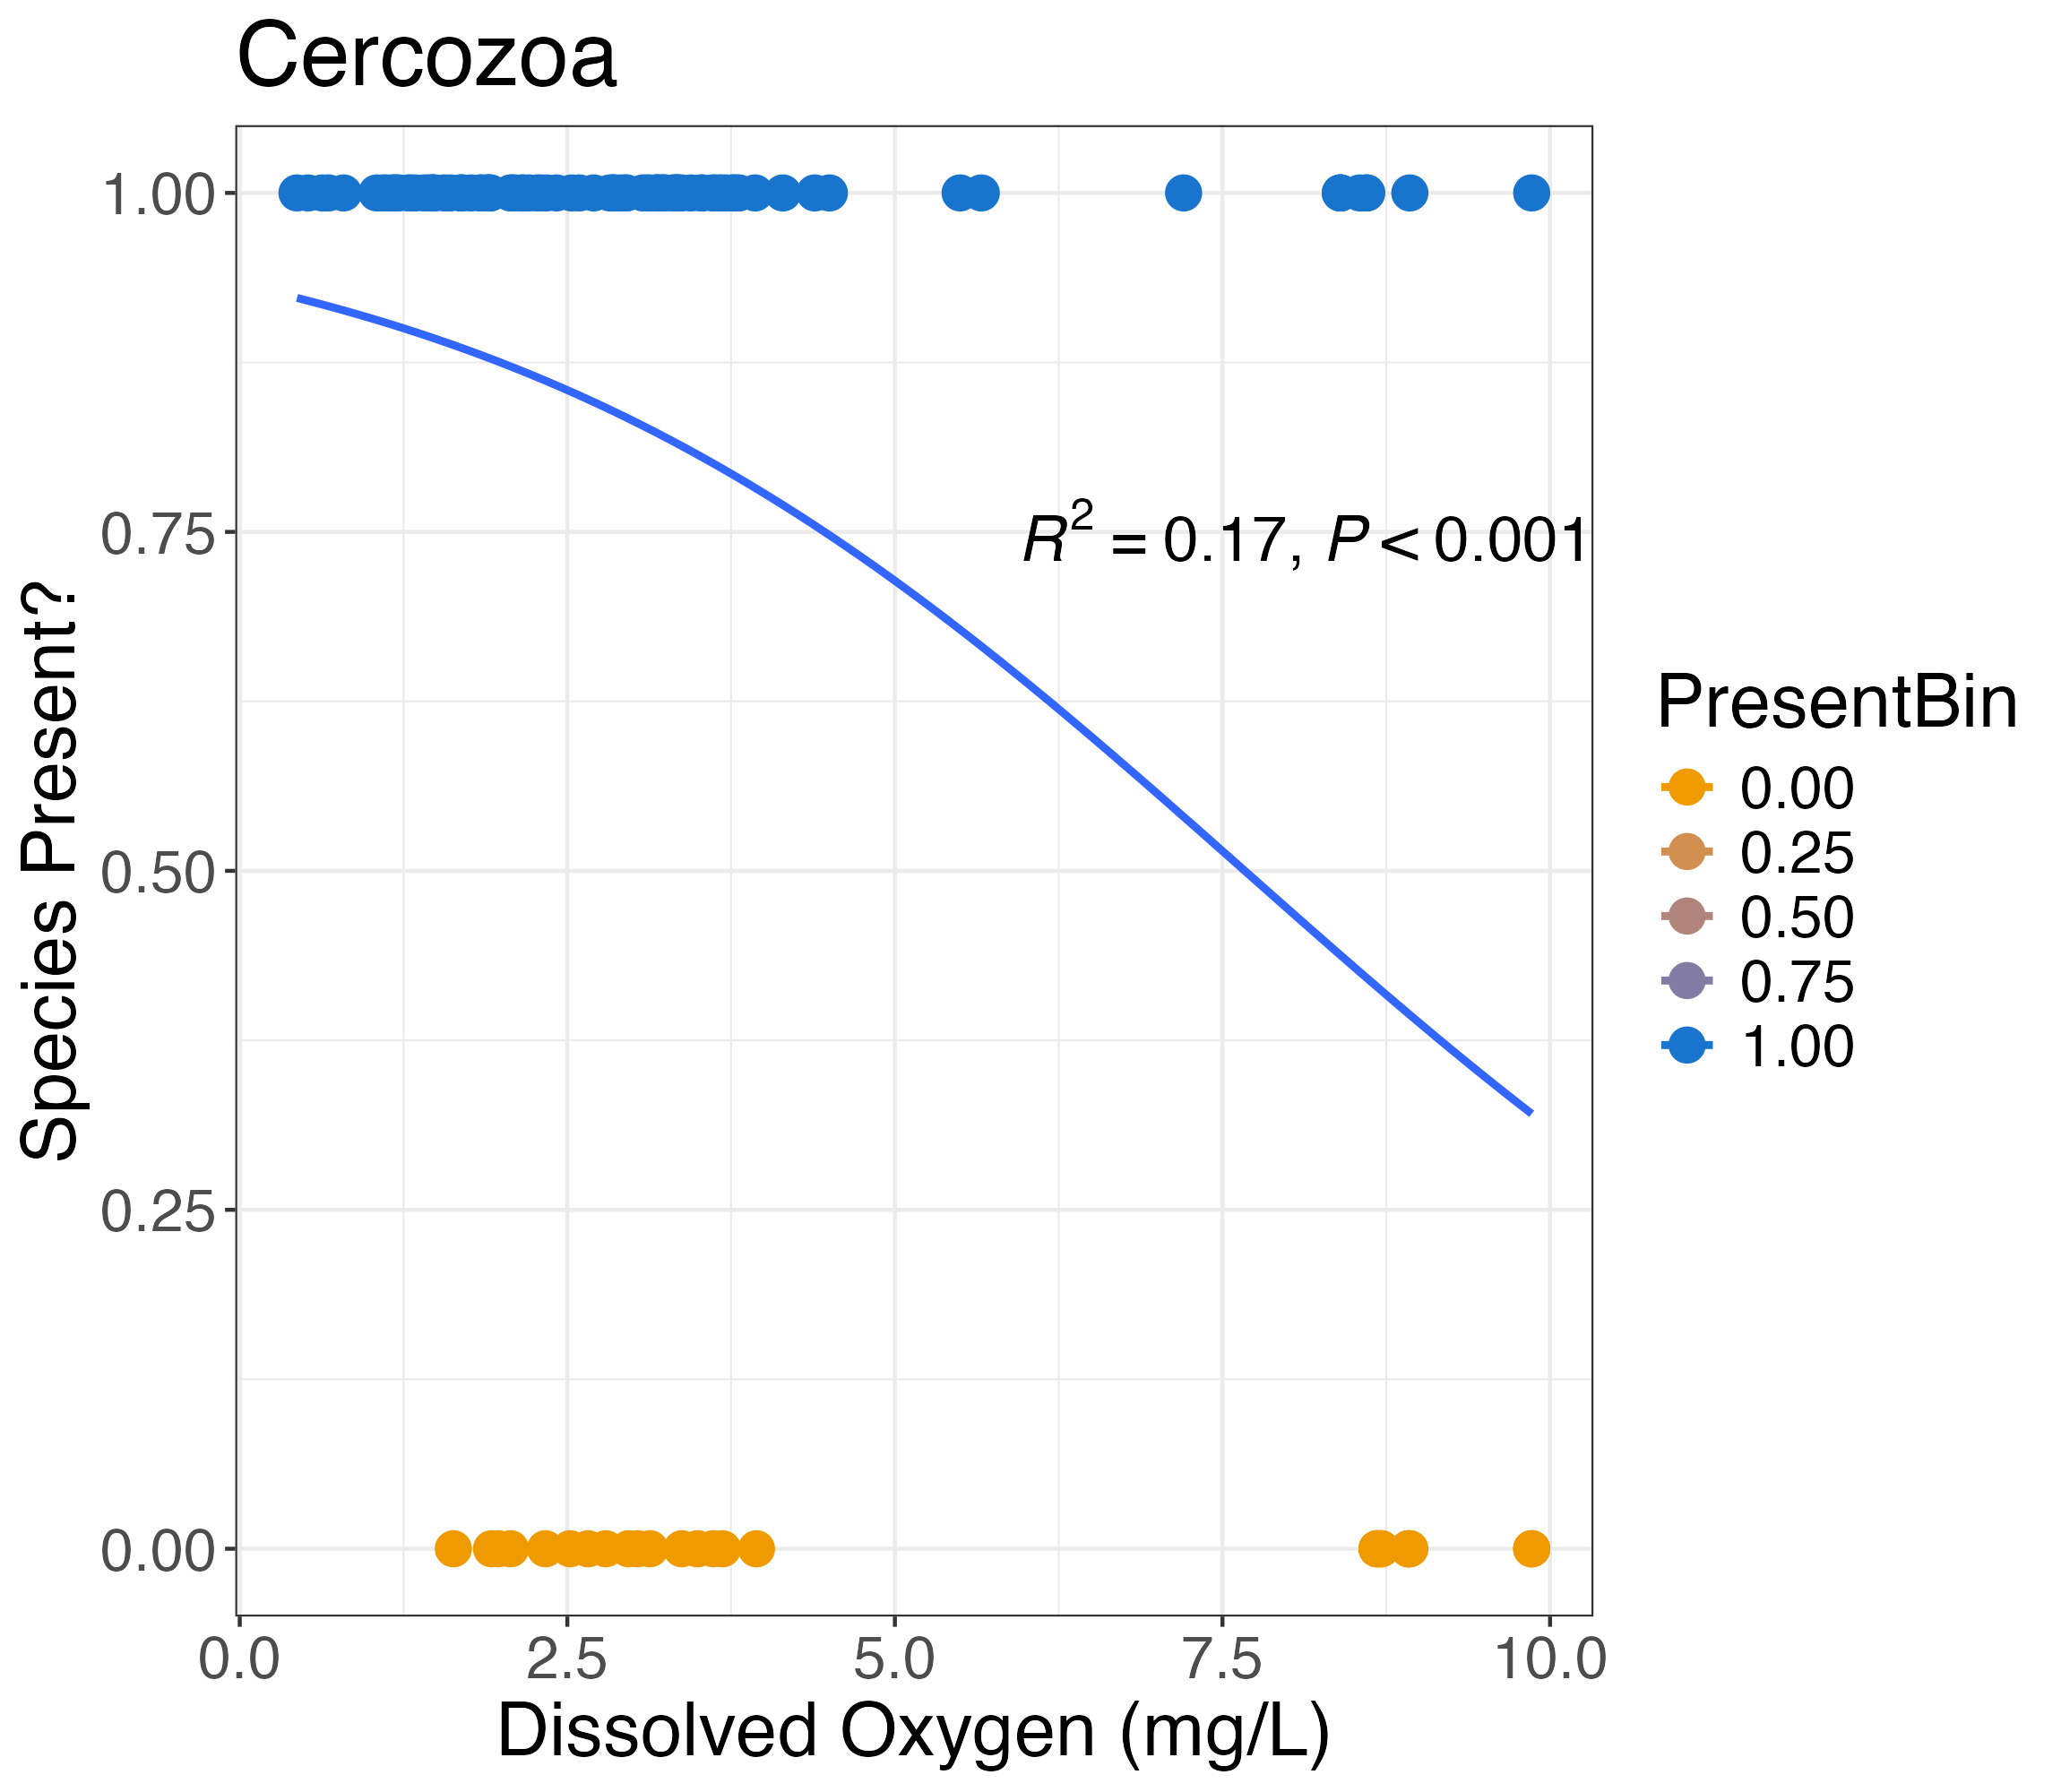 Cercozoa
1.00
0.75
0.50
0.25
0.00
Species Present?
R² = 0.17, P < 0.001
0.0 2.5 5.0 7.5 10.0
Dissolved Oxygen (mg/L)
PresentBin
0.00
0.25
0.50
0.75
1.00